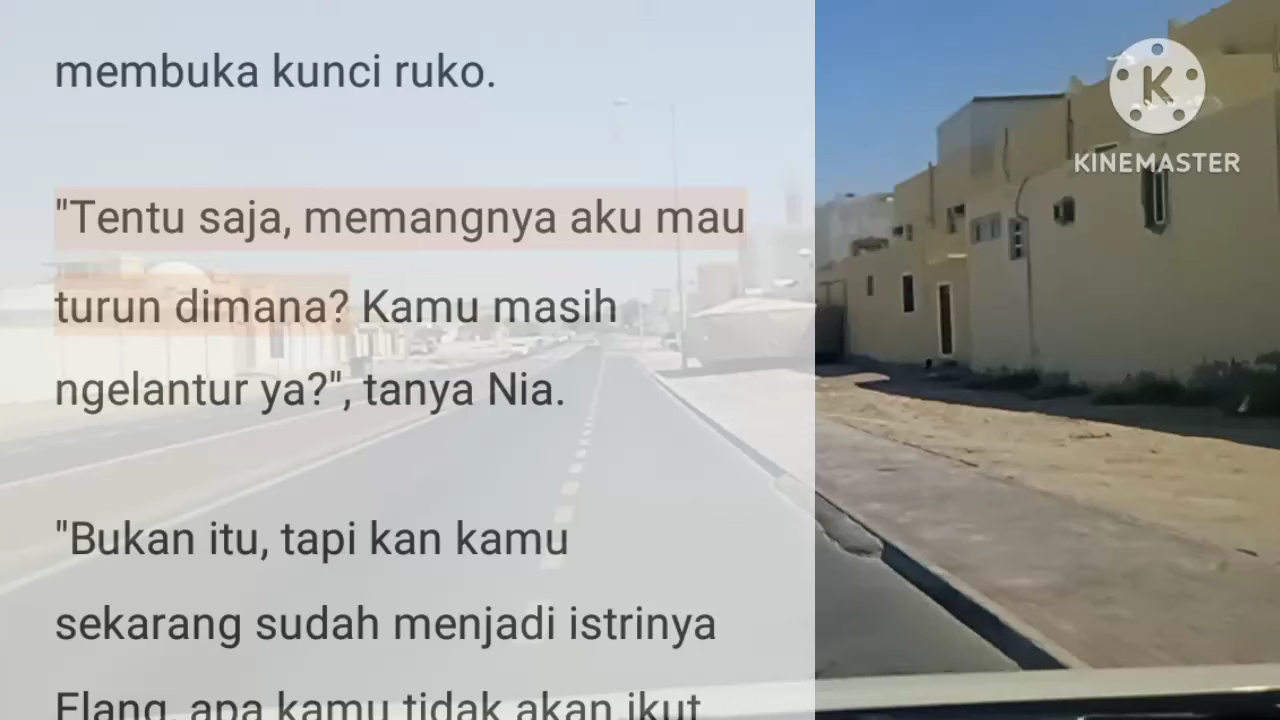 membuka kunci ruko.
"Tentu saja, memangnya aku mau
turun dimana? Kamu masih
ngelantur ya?", tanya Nia.
"Bukan itu, tapi kan kamu
sekarang sudah menjadi istrinya
Elang, apa kamu tidak akan ikut
K
KINEMASTER